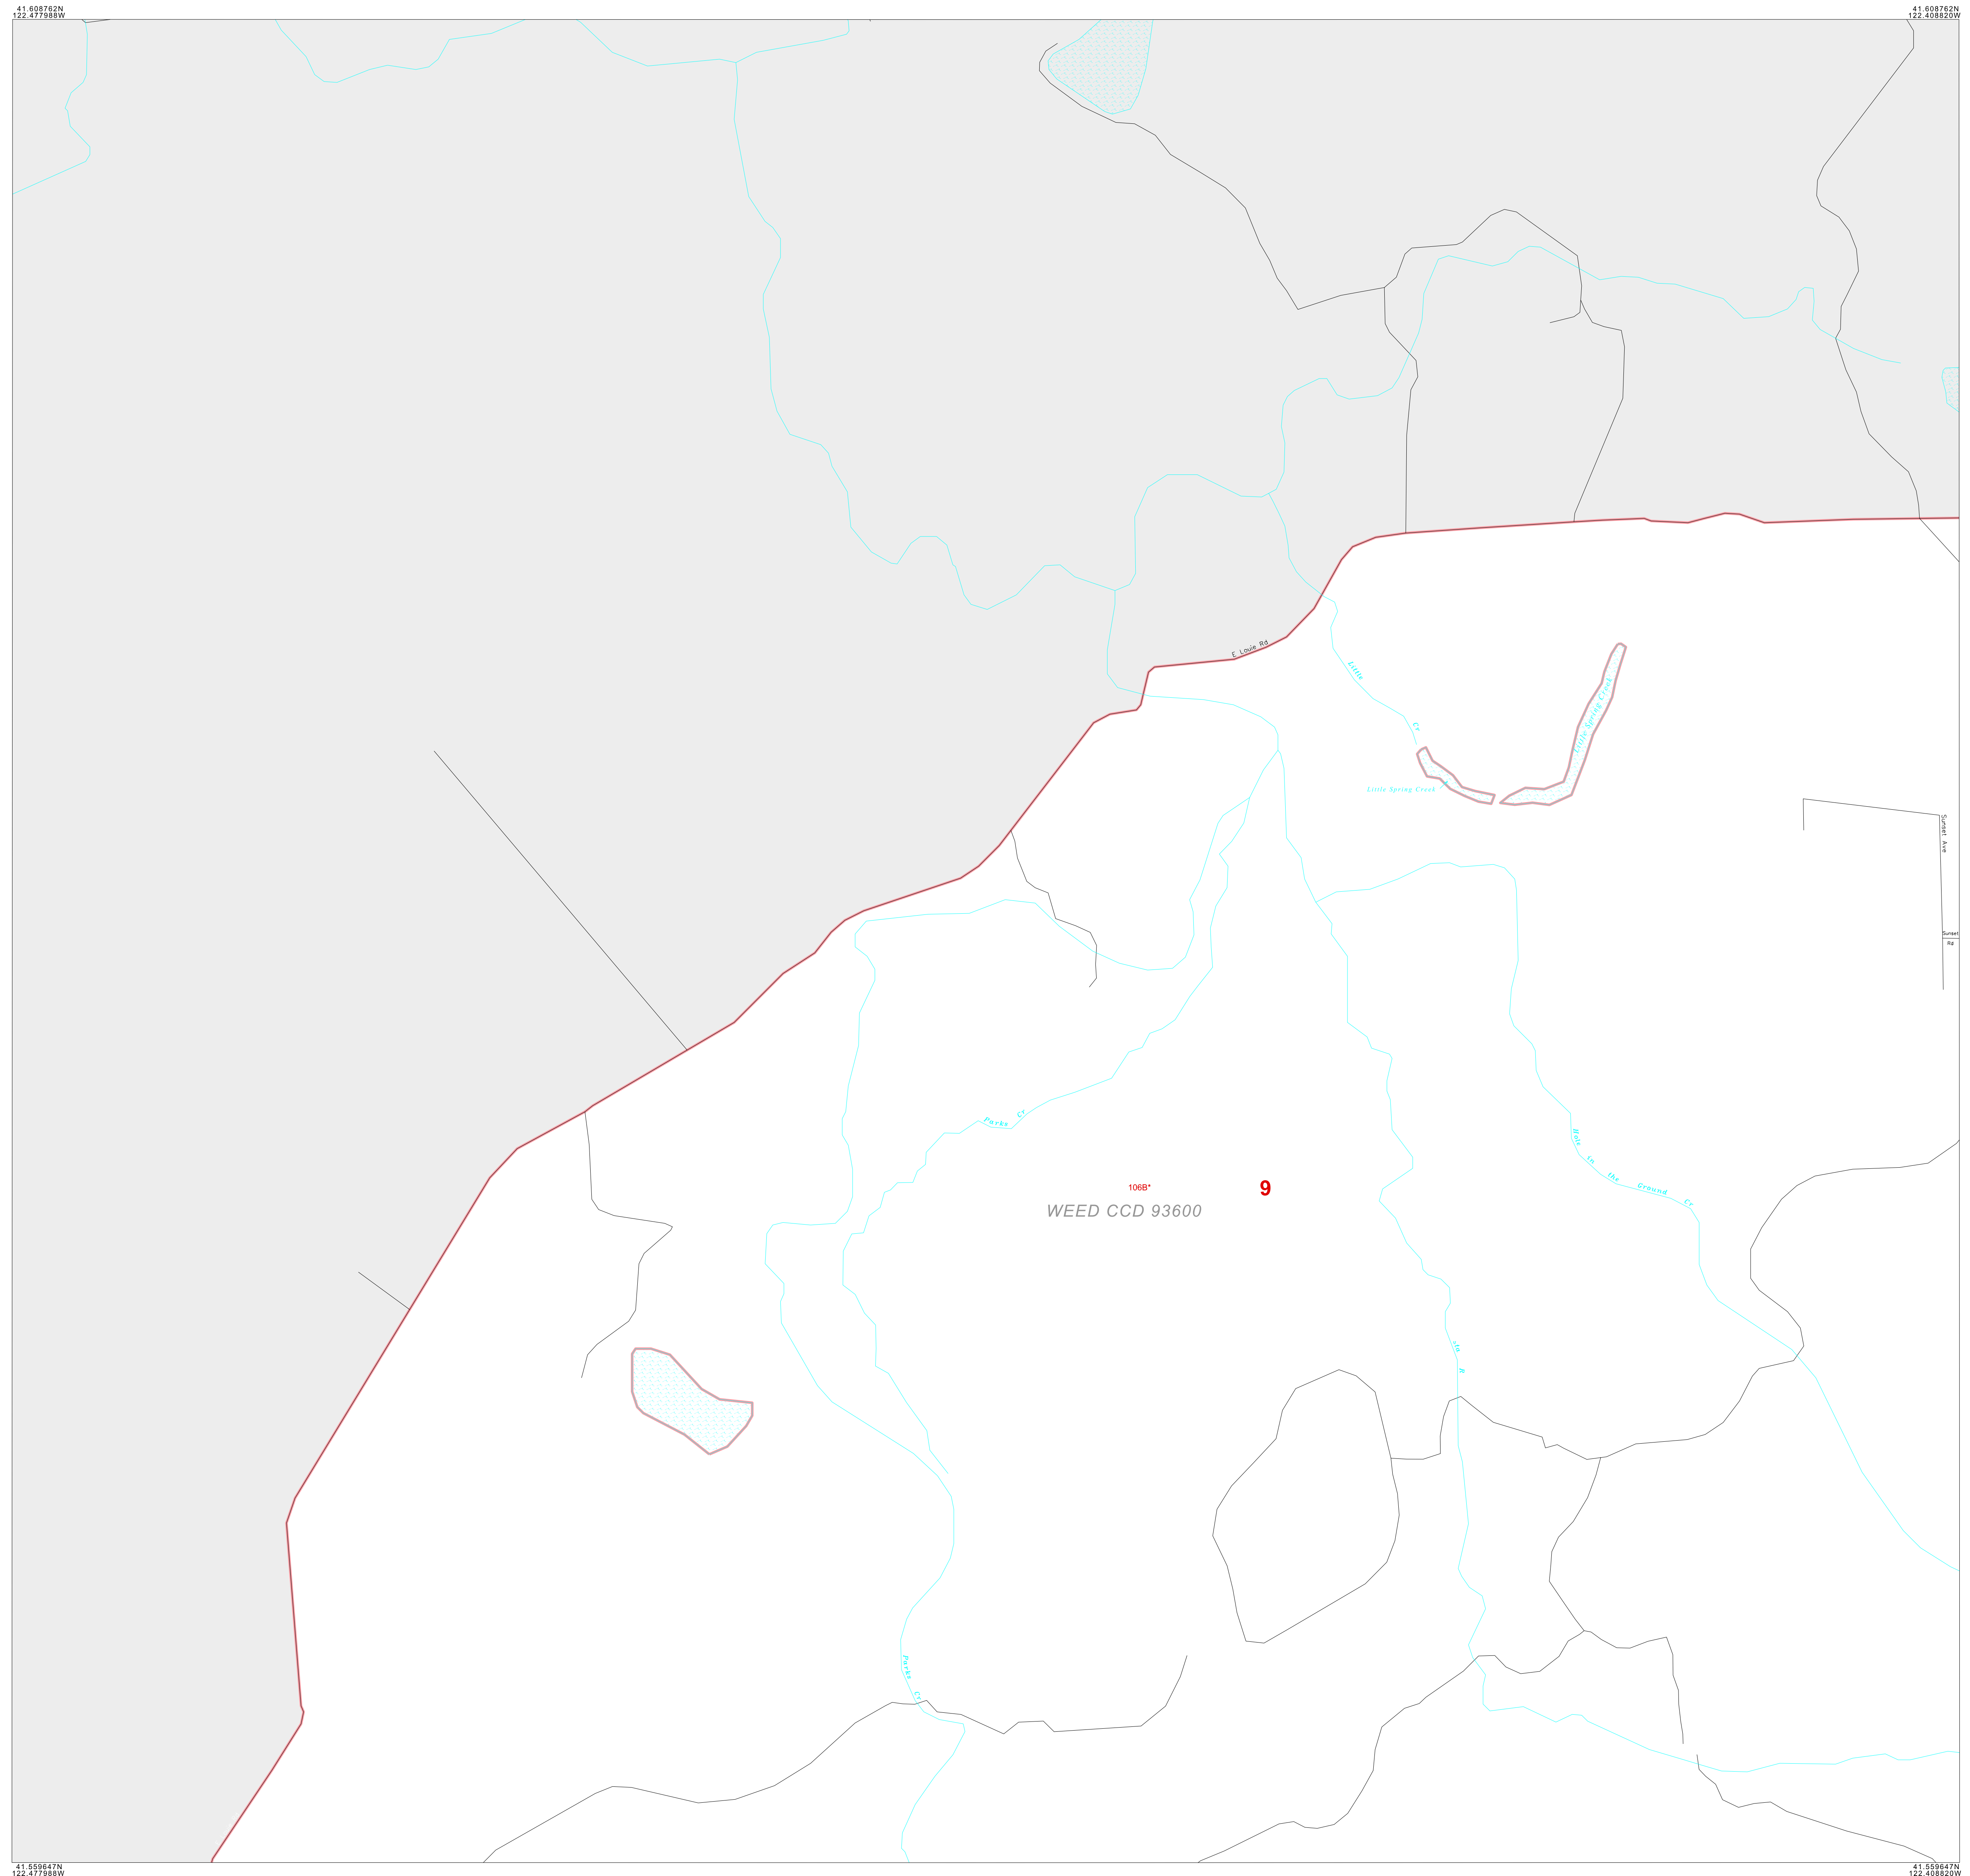 41.608762N
122.477988W
41.608762N
122.408820W
E Louie Rd
Little
Cr
Little Spring Creek
Little Spring Creek
Sunset Ave
Sunset
Rd
Parks Cr
Hole in the Ground Cr
106B*
9
WEED CCD 93600
sta R
Parks Cr
41.559647N
122.477988W
41.559647N
122.408820W